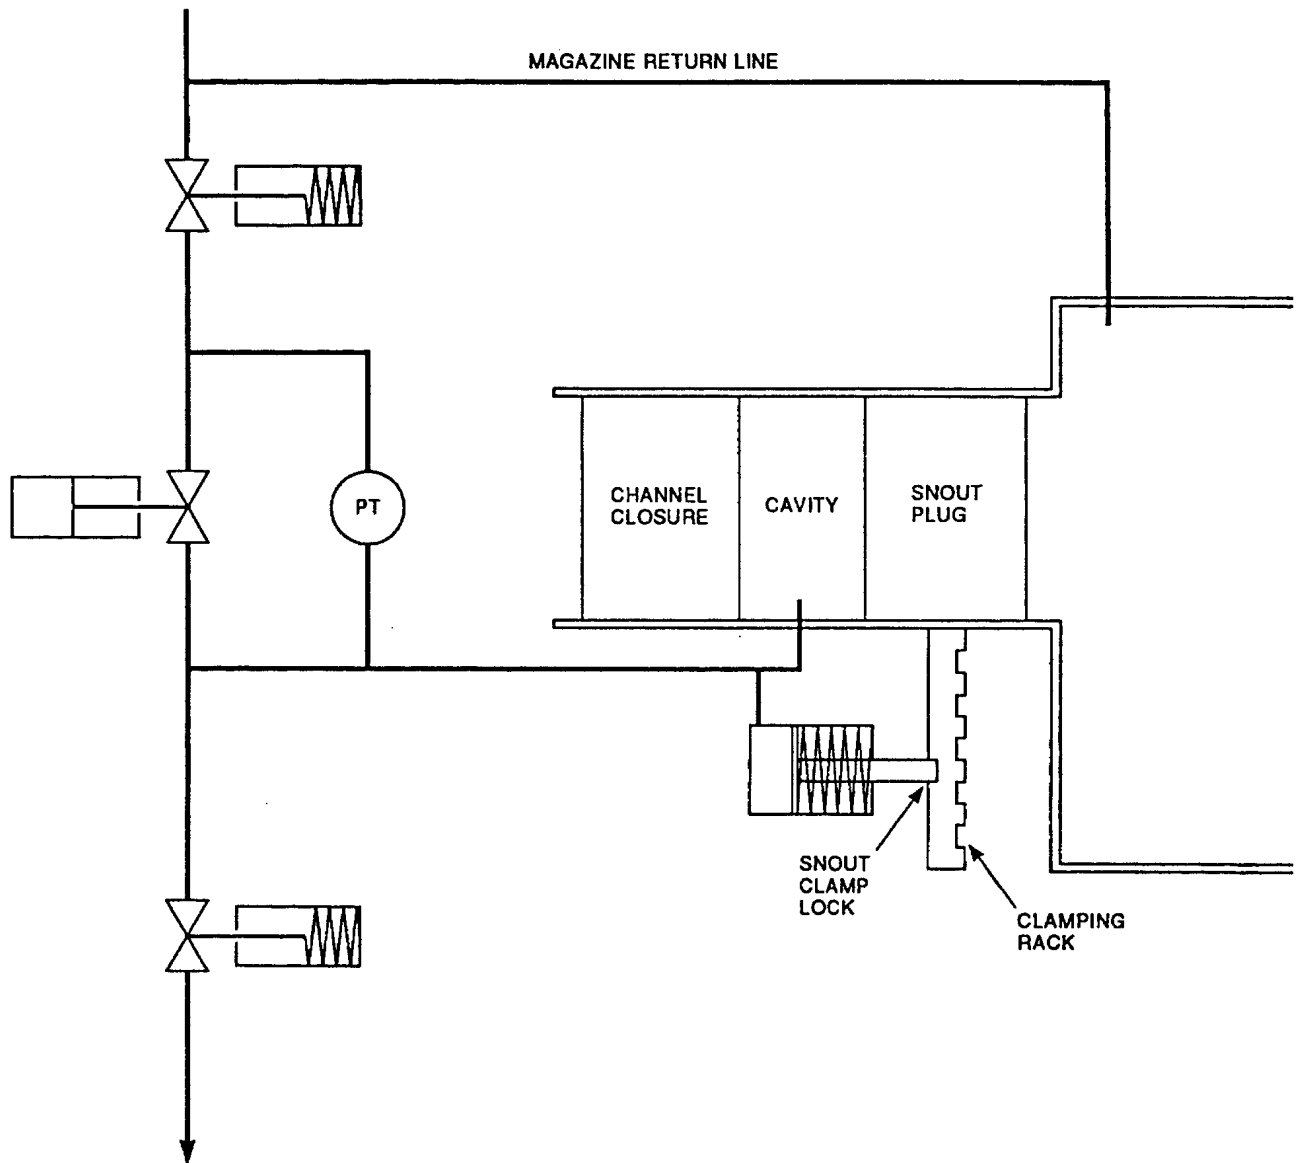 MAGAZINE RETURN LINE
PT
CHANNEL
CLOSURE
CAVITY
SNOUT
PLUG
SNOUT
CLAMP
LOCK
CLAMPING
RACK